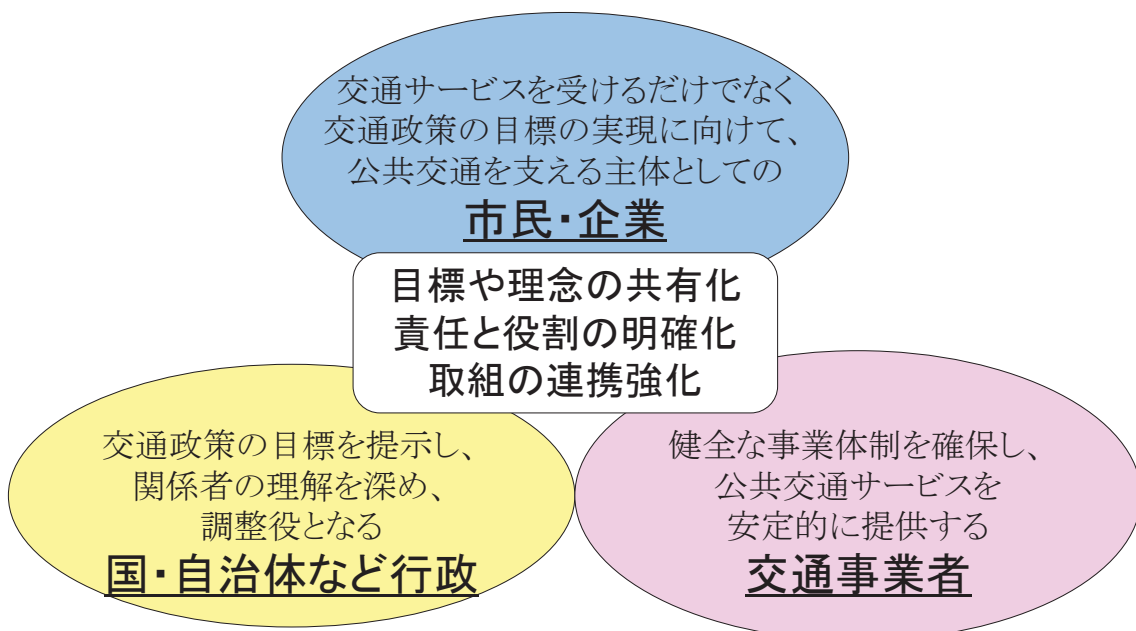 交通サービスを受けるだけでなく
交通政策の目標の実現に向けて、
公共交通を支える主体としての
市民・企業
目標や理念の共有化
責任と役割の明確化
取組の連携強化
交通政策の目標を提示し、
関係者の理解を深め、
調整役となる
国・自治体など行政
健全な事業体制を確保し、
公共交通サービスを
安定的に提供する
交通事業者